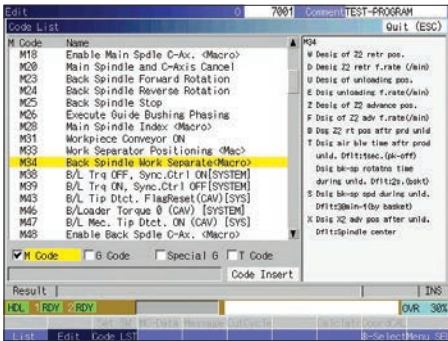 Edit 0 7001 Comment TEST-PROGRAM
Code List Quit (ESC)
M Code Name
M18 Enable Main Spdle C-Ax. <Macro>
M20 Main Spindle and C-Axis Cancel
M23 Back Spindle Forward Rotation
M24 Back Spindle Reverse Rotation
M25 Back Spindle Stop
M26 Execute Guide Bushing Phasing
M28 Main Spindle Index <Macro>
M31 Workpiece Conveyor ON
M33 Work Separator Positioning <Mac>
M34 Back Spindle Work Separate<Macro>
M38 B/L Trq OFF, Sync.Ctrl ON[SYSTEM]
M39 B/L Trq ON, Sync.Ctrl OFF[SYSTEM]
M43 B/L Tip Dtct. FlagReset(CAV)[SYS]
M46 B/Loader Torque 0 (CAV) [SYSTEM]
M47 B/L Mec. Tip Dtct. ON (CAV) [SYS]
M48 Enable Back Spdle C-Ax. <Macro>
M34
W Desig of Z2 retr pos.
D Desig Z2 retr f.rate (/min)
U Desig of unloading pos.
E Dsig unloading f.rate(/min)
Z Desig of Z2 advance pos.
F Desig of Z2 adv f.rate(/min)
B Dsg Z2 rt pos aftr prd unld
T Dsig air ble time aftr prod
unld. Dflt:1sec.(pk-off)
Dsig bk-sp rotatns time
during unld. Dflt:2s.(bskt)
S Dsig bk-sp spd during unld.
Dflt:30min-1(by basket)
X Dsig X2 adv pos after unld.
Dflt:Spindle center
M Code G Code Special G T Code
Code Insert
Result INS
HDL 1 RDY 2 RDY OVR 30%
List Edit Code LST